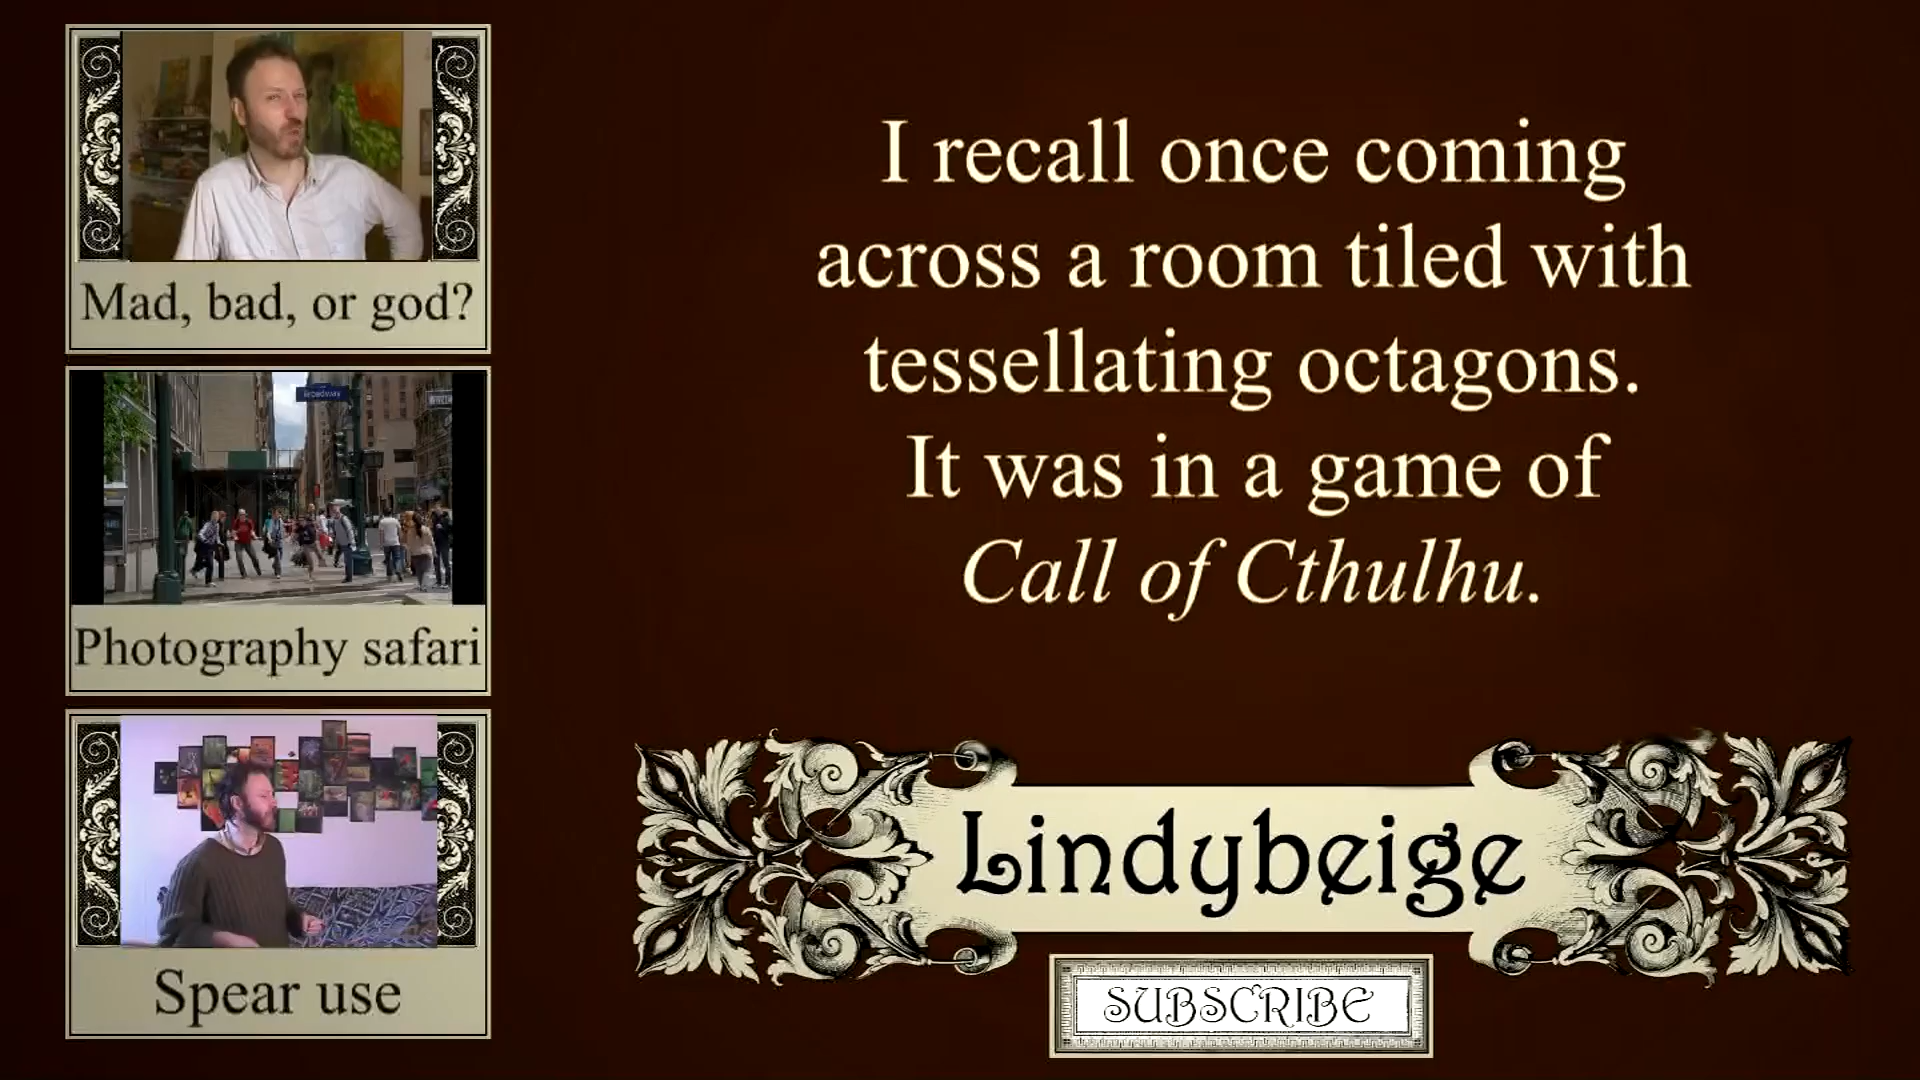 Mad, bad, or god?
BROADWAY
Photography safari
Spear use
I recall once coming
across a room tiled with
tessellating octagons.
It was in a game of
Call of Cthulhu.
Lindybeige
SUBSCRIBE